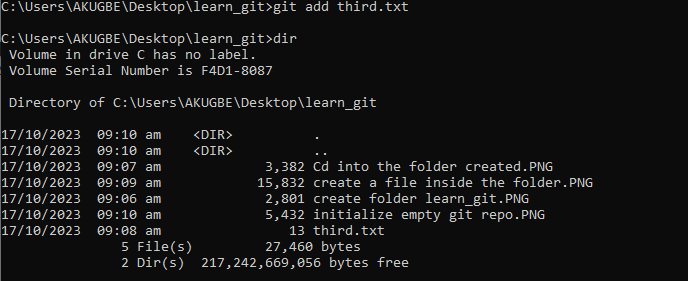 C:\Users\AKUGBE\Desktop\learn_git>git add third.txt
C:\Users\AKUGBE\Desktop\learn_git>dir
 Volume in drive C has no label.
 Volume Serial Number is F4D1-8087
 Directory of C:\Users\AKUGBE\Desktop\learn_git
17/10/2023  09:10 am    <DIR>          .
17/10/2023  09:10 am    <DIR>          ..
17/10/2023  09:07 am             3,382 Cd into the folder created.PNG
17/10/2023  09:09 am            15,832 create a file inside the folder.PNG
17/10/2023  09:06 am             2,801 create folder learn_git.PNG
17/10/2023  09:10 am             5,432 initialize empty git repo.PNG
17/10/2023  09:08 am                13 third.txt
               5 File(s)         27,460 bytes
               2 Dir(s)  217,242,669,056 bytes free